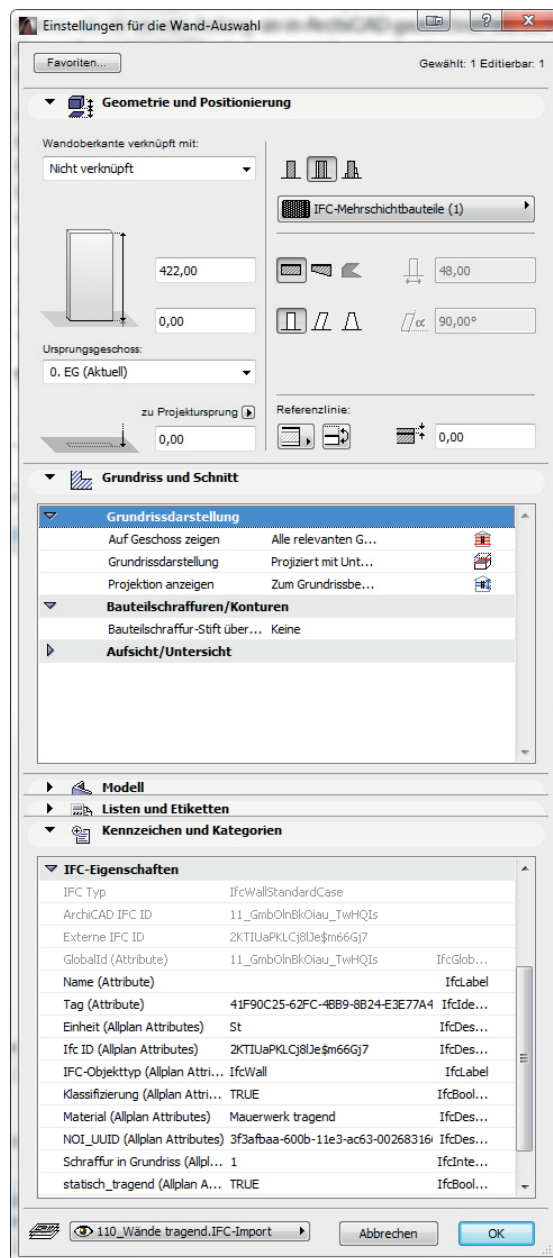 Einstellungen für die Wand-Auswahl
Favoriten...
Gewählt: 1 Editierbar: 1
Geometrie und Positionierung
Wandoberkante verknüpft mit:
Nicht verknüpft
IFC-Mehrschichtbauteile (1)
422,00
48,00
0,00
α 90,00°
Ursprungsgeschoss:
0. EG (Aktuell)
zu Projektursprung
Referenzlinie:
0,00
0,00
Grundriss und Schnitt
Grundrissdarstellung
Auf Geschoss zeigen Alle relevanten G...
Grundrissdarstellung Projiziert mit Unt...
Projektion anzeigen Zum Grundrissbe...
Bauteilschraffuren/Konturen
Bauteilschraffur-Stift über... Keine
Aufsicht/Untersicht
Modell
Listen und Etiketten
Kennzeichen und Kategorien
IFC-Eigenschaften
IFC Typ IfcWallStandardCase
ArchiCAD IFC ID 11_GmbOlnBkOiau_TwHQIs
Externe IFC ID 2KTIUaPKLCj8lJe$m66Gj7
GlobalId (Attribute) 11_GmbOlnBkOiau_TwHQIs IfcGlob...
Name (Attribute) IfcLabel
Tag (Attribute) 41F90C25-62FC-4BB9-8B24-E3E77A4 IfcIde...
Einheit (Allplan Attributes) St IfcDes...
Ifc ID (Allplan Attributes) 2KTIUaPKLCj8lJe$m66Gj7 IfcDes...
IFC-Objekttyp (Allplan Attri... IfcWall IfcLabel
Klassifizierung (Allplan Attri... TRUE IfcBool...
Material (Allplan Attributes) Mauerwerk tragend IfcDes...
NOI_UUID (Allplan Attributes) 3f3afbaa-600b-11e3-ac63-00268316 IfcDes...
Schraffur in Grundriss (Allpl... 1 IfcInte...
statisch_tragend (Allplan A... TRUE IfcBool...
110_Wände tragend.IFC-Import
Abbrechen
OK